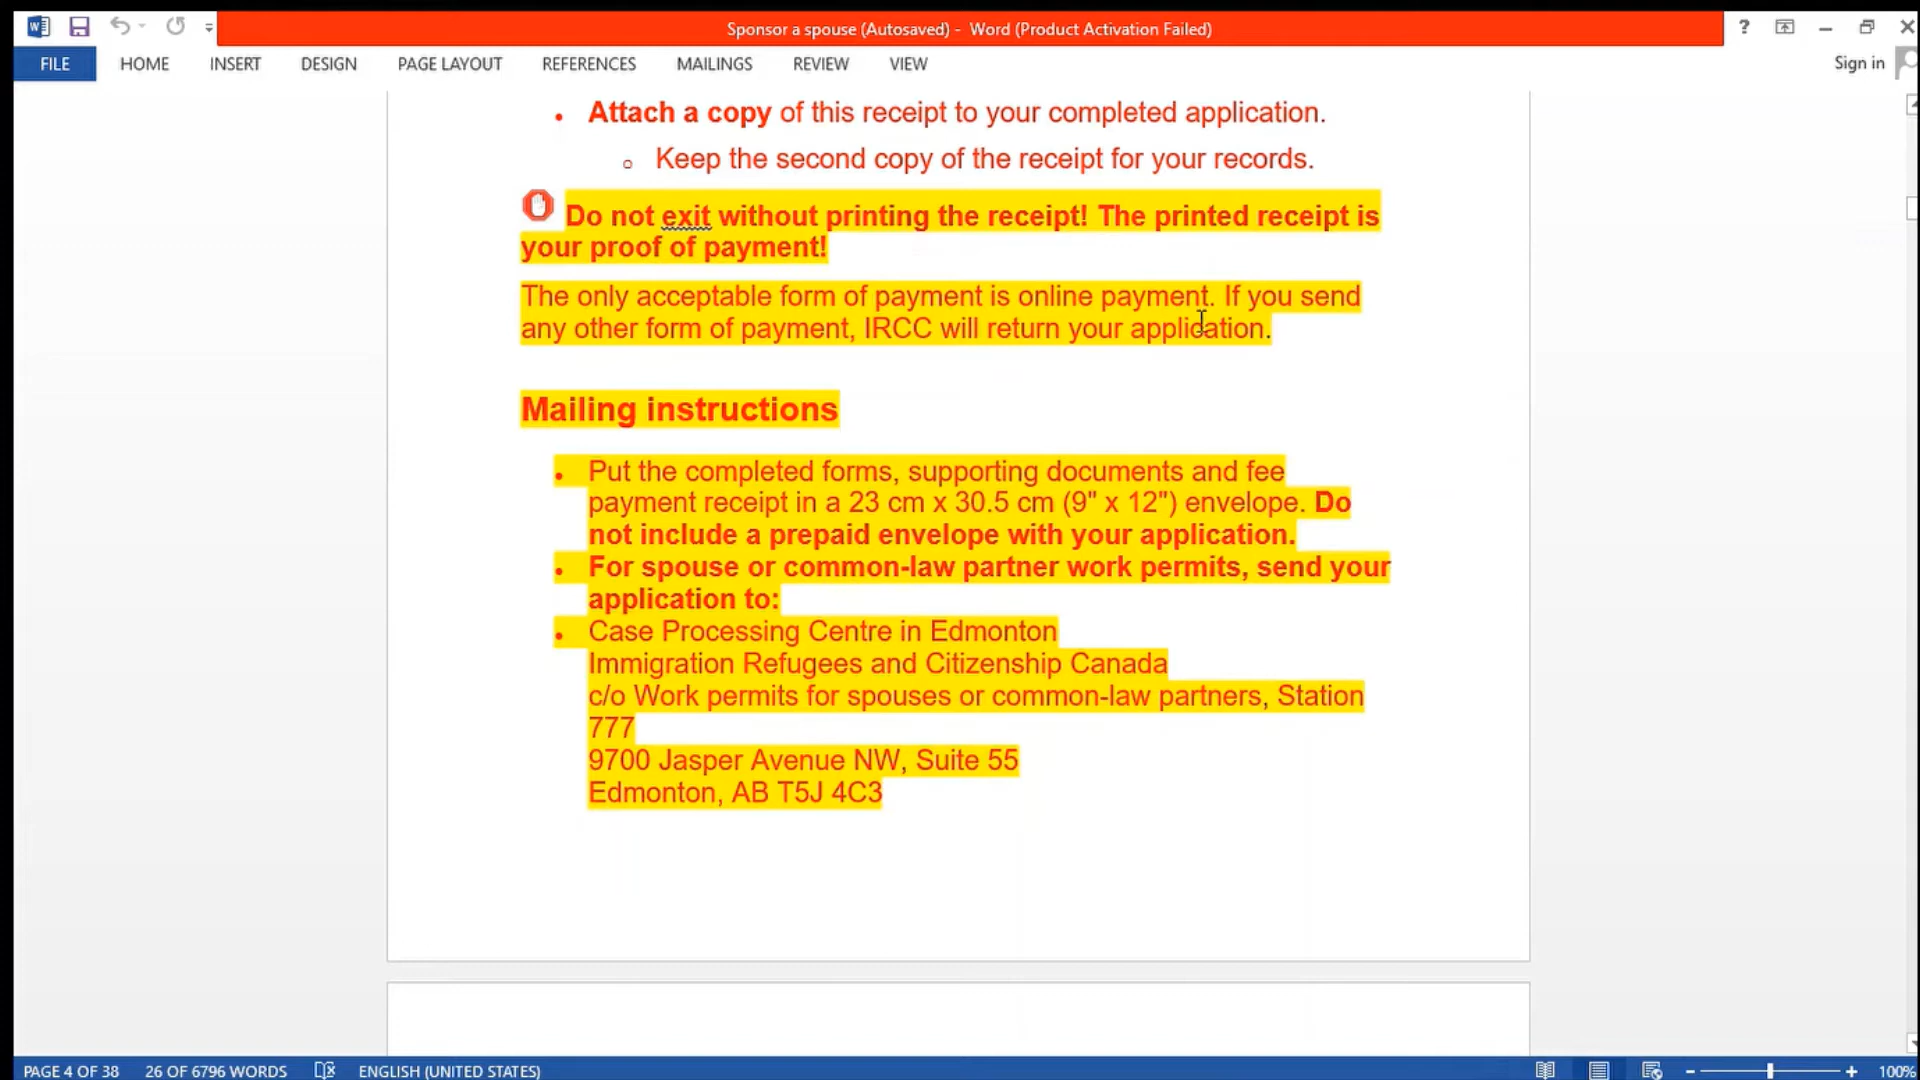 Sponsor a spouse (Autosaved) - Word (Product Activation Failed)
?
FILE HOME INSERT DESIGN PAGE LAYOUT REFERENCES MAILINGS REVIEW VIEW Sign in
• Attach a copy of this receipt to your completed application.
o Keep the second copy of the receipt for your records.
Do not exit without printing the receipt! The printed receipt is
your proof of payment!
The only acceptable form of payment is online payment. If you send
any other form of payment, IRCC will return your application.
Mailing instructions
• Put the completed forms, supporting documents and fee
payment receipt in a 23 cm x 30.5 cm (9" x 12") envelope. Do
not include a prepaid envelope with your application.
• For spouse or common-law partner work permits, send your
application to:
• Case Processing Centre in Edmonton
Immigration Refugees and Citizenship Canada
c/o Work permits for spouses or common-law partners, Station
777
9700 Jasper Avenue NW, Suite 55
Edmonton, AB T5J 4C3
PAGE 4 OF 38 26 OF 6796 WORDS ENGLISH (UNITED STATES) 100%